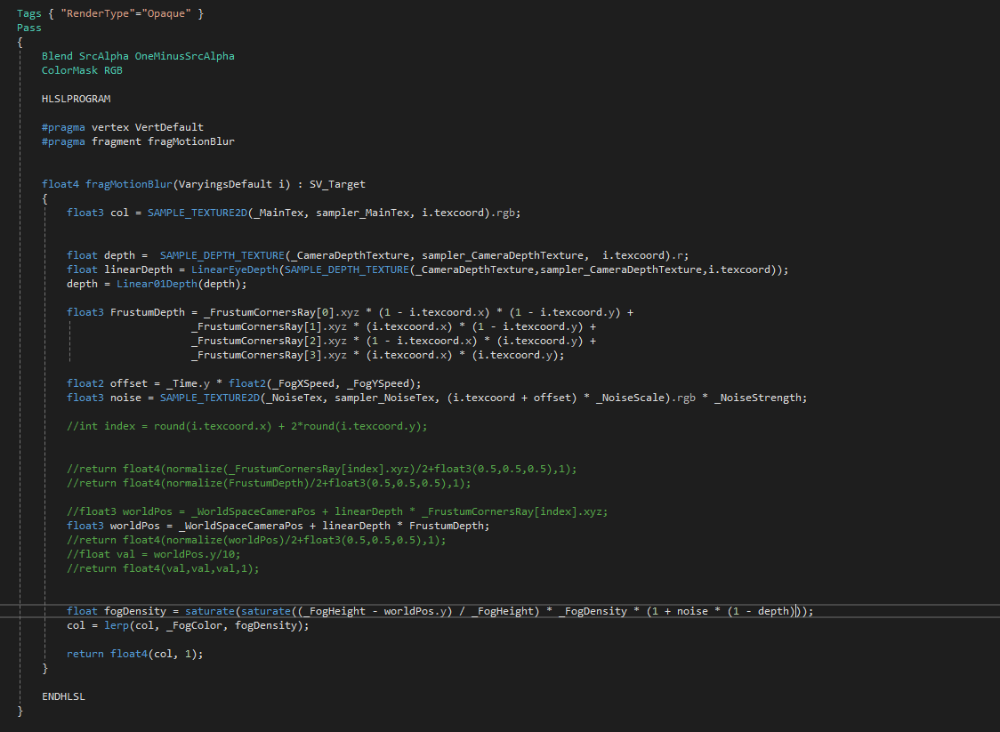 Tags { "RenderType"="Opaque" }
Pass
{
Blend SrcAlpha OneMinusSrcAlpha
ColorMask RGB
HLSLPROGRAM
#pragma vertex VertDefault
#pragma fragment fragMotionBlur
float4 fragMotionBlur(VaryingsDefault i) : SV_Target
{
float3 col = SAMPLE_TEXTURE2D(_MainTex, sampler_MainTex, i.texcoord).rgb;
float depth =  SAMPLE_DEPTH_TEXTURE(_CameraDepthTexture, sampler_CameraDepthTexture,  i.texcoord).r;
float linearDepth = LinearEyeDepth(SAMPLE_DEPTH_TEXTURE(_CameraDepthTexture,sampler_CameraDepthTexture,i.texcoord));
depth = Linear01Depth(depth);
float3 FrustumDepth = _FrustumCornersRay[0].xyz * (1 - i.texcoord.x) * (1 - i.texcoord.y) +
_FrustumCornersRay[1].xyz * (i.texcoord.x) * (1 - i.texcoord.y) +
_FrustumCornersRay[2].xyz * (1 - i.texcoord.x) * (i.texcoord.y) +
_FrustumCornersRay[3].xyz * (i.texcoord.x) * (i.texcoord.y);
float2 offset = _Time.y * float2(_FogXSpeed, _FogYSpeed);
float3 noise = SAMPLE_TEXTURE2D(_NoiseTex, sampler_NoiseTex, (i.texcoord + offset) * _NoiseScale).rgb * _NoiseStrength;
//int index = round(i.texcoord.x) + 2*round(i.texcoord.y);
//return float4(normalize(_FrustumCornersRay[index].xyz)/2+float3(0.5,0.5,0.5),1);
//return float4(normalize(FrustumDepth)/2+float3(0.5,0.5,0.5),1);
//float3 worldPos = _WorldSpaceCameraPos + linearDepth * _FrustumCornersRay[index].xyz;
float3 worldPos = _WorldSpaceCameraPos + linearDepth * FrustumDepth;
//return float4(normalize(worldPos)/2+float3(0.5,0.5,0.5),1);
//float val = worldPos.y/10;
//return float4(val,val,val,1);
float fogDensity = saturate(saturate((_FogHeight - worldPos.y) / _FogHeight) * _FogDensity * (1 + noise * (1 - depth)));
col = lerp(col, _FogColor, fogDensity);
return float4(col, 1);
}
ENDHLSL
}